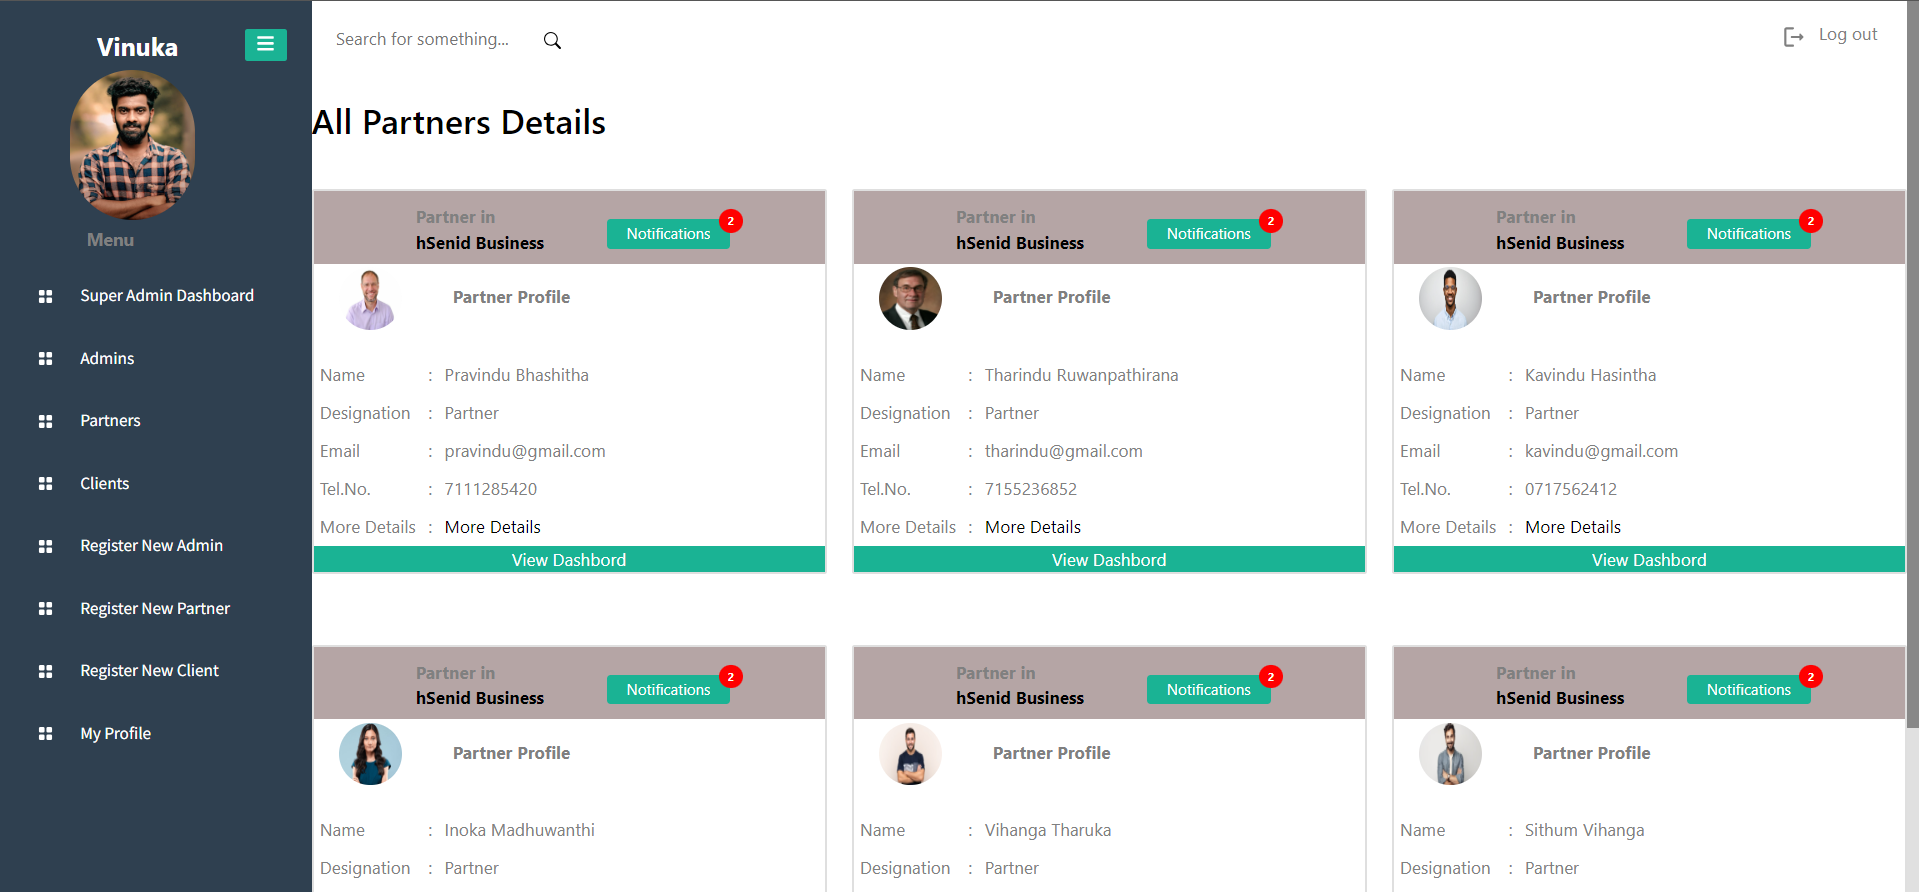 Vinuka
Menu
Super Admin Dashboard
Admins
Partners
Clients
Register New Admin
Register New Partner
Register New Client
My Profile
Search for something...
Log out
All Partners Details
Partner in
hSenid Business
Notifications
2
Partner Profile
Name : Pravindu Bhashitha
Designation : Partner
Email : pravindu@gmail.com
Tel.No. : 7111285420
More Details : More Details
View Dashbord
Partner in
hSenid Business
Notifications
2
Partner Profile
Name : Tharindu Ruwanpathirana
Designation : Partner
Email : tharindu@gmail.com
Tel.No. : 7155236852
More Details : More Details
View Dashbord
Partner in
hSenid Business
Notifications
2
Partner Profile
Name : Kavindu Hasintha
Designation : Partner
Email : kavindu@gmail.com
Tel.No. : 0717562412
More Details : More Details
View Dashbord
Partner in
hSenid Business
Notifications
2
Partner Profile
Name : Inoka Madhuwanthi
Designation : Partner
Partner in
hSenid Business
Notifications
2
Partner Profile
Name : Vihanga Tharuka
Designation : Partner
Partner in
hSenid Business
Notifications
2
Partner Profile
Name : Sithum Vihanga
Designation : Partner